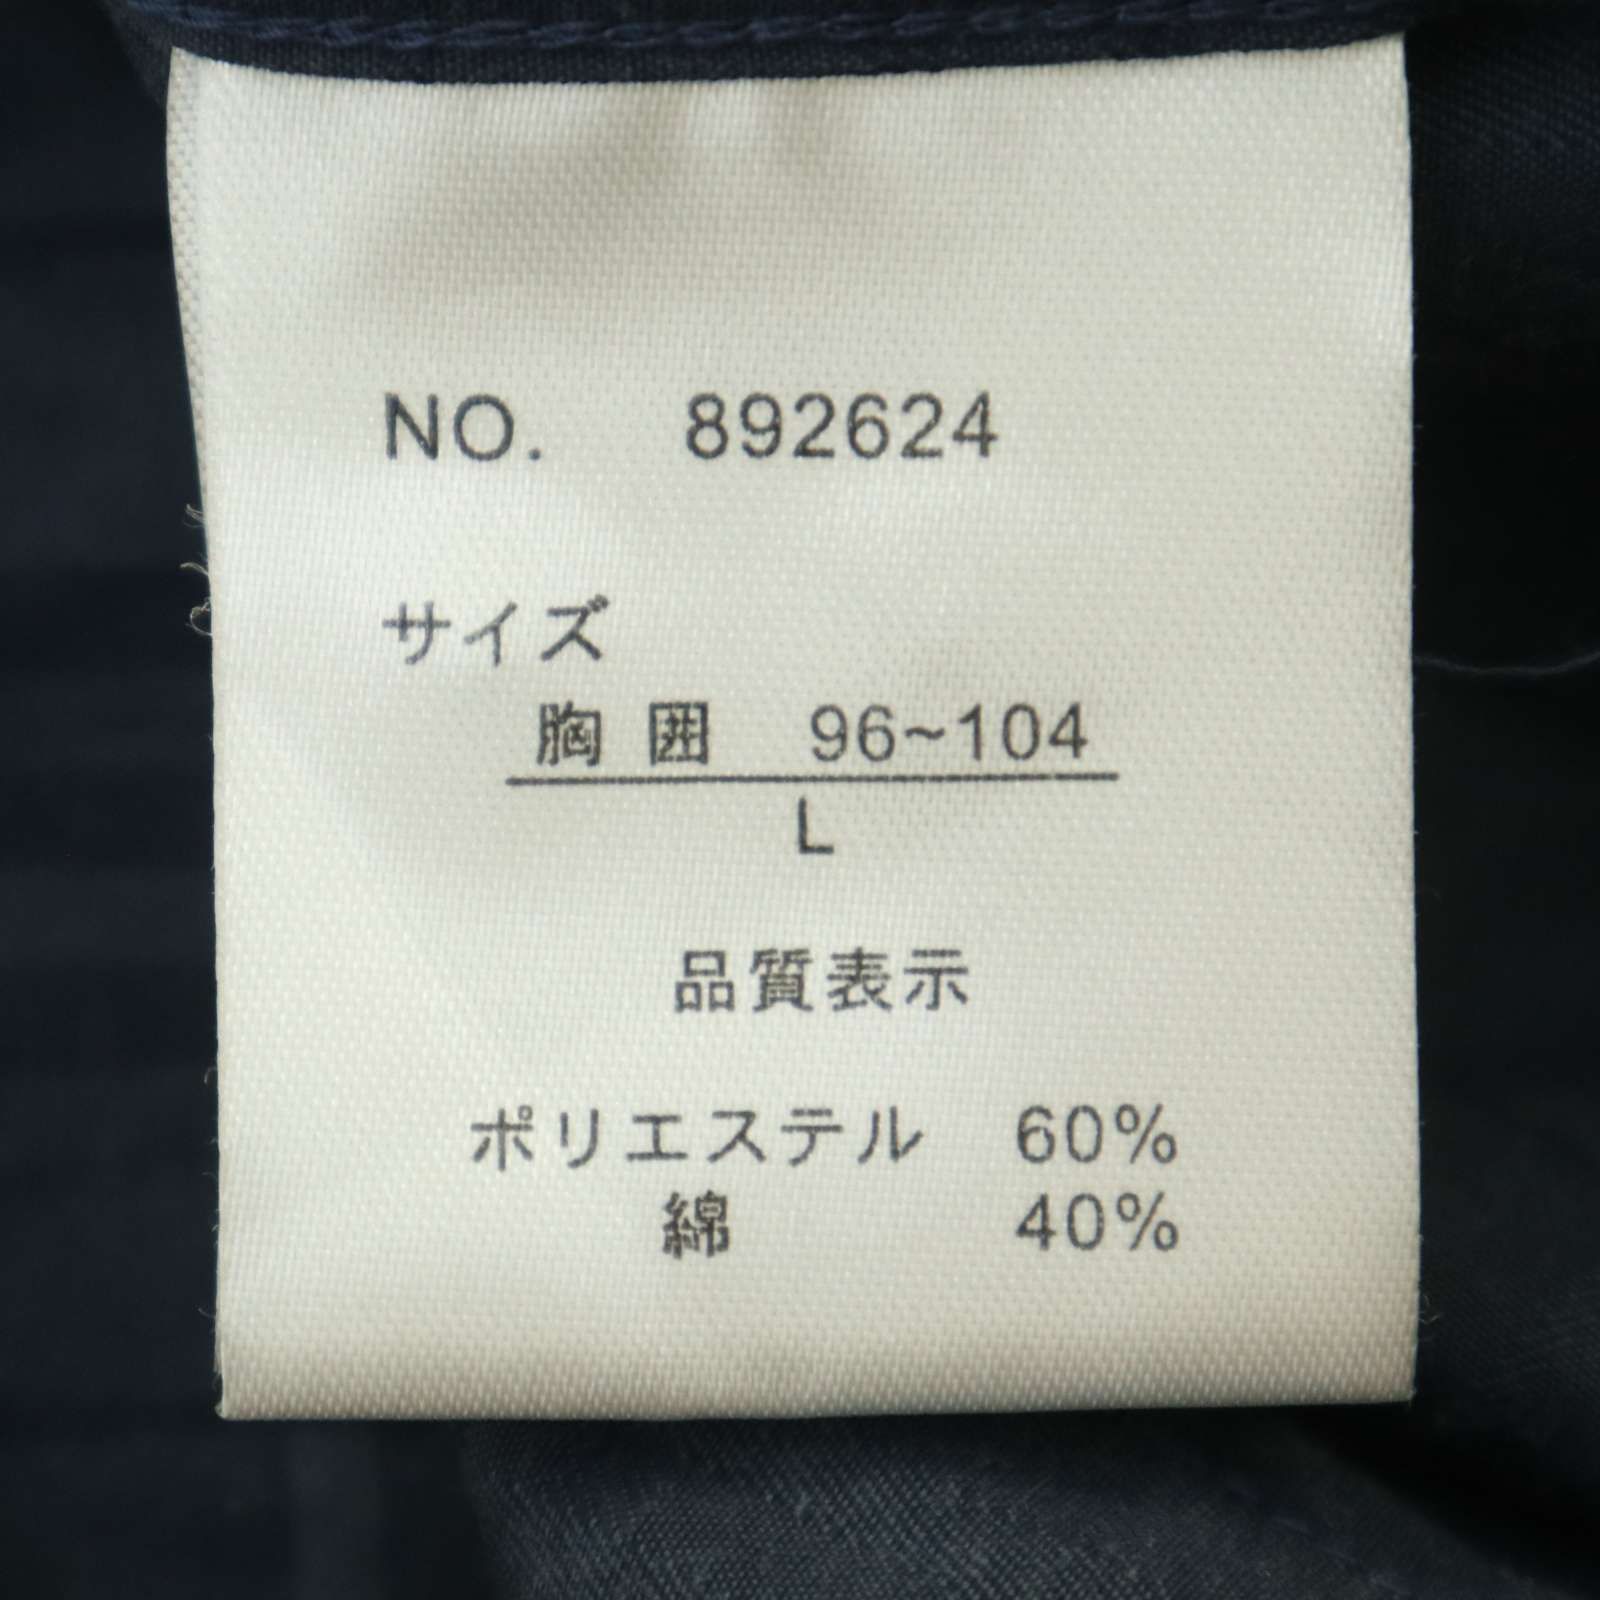 NO. 892624
サイズ
胸囲 96~104
L
品質表示
ポリエステル 60%
綿 40%